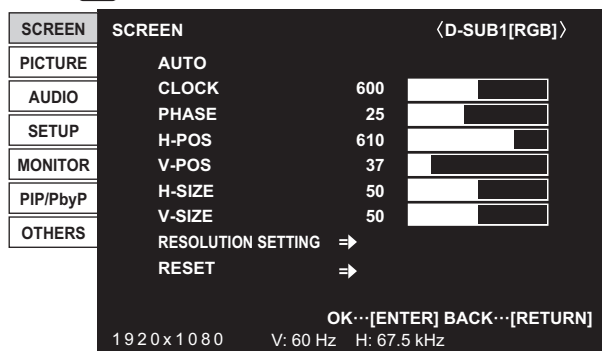 SCREEN
PICTURE
AUDIO
SETUP
MONITOR
PIP/PbyP
OTHERS
SCREEN 〈D-SUB1[RGB]〉
AUTO
CLOCK 600
PHASE 25
H-POS 610
V-POS 37
H-SIZE 50
V-SIZE 50
RESOLUTION SETTING
RESET
OK···[ENTER] BACK···[RETURN]
1920x1080 V: 60 Hz H: 67.5 kHz